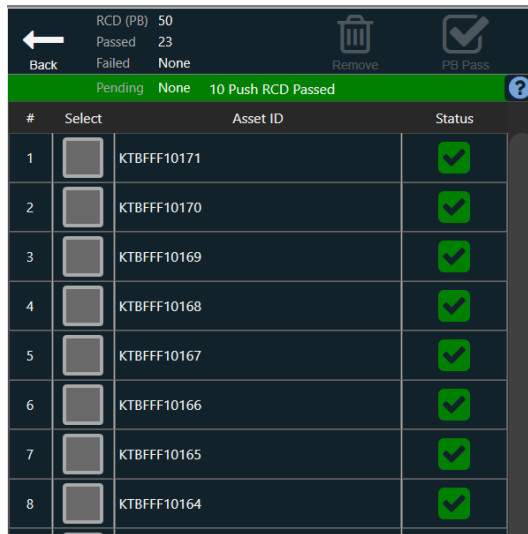 RCD (PB) 50
Passed 23
Failed None
Pending None 10 Push RCD Passed
Back
Remove
PB Pass
?
# Select Asset ID Status
1 KTBFFF10171
2 KTBFFF10170
3 KTBFFF10169
4 KTBFFF10168
5 KTBFFF10167
6 KTBFFF10166
7 KTBFFF10165
8 KTBFFF10164